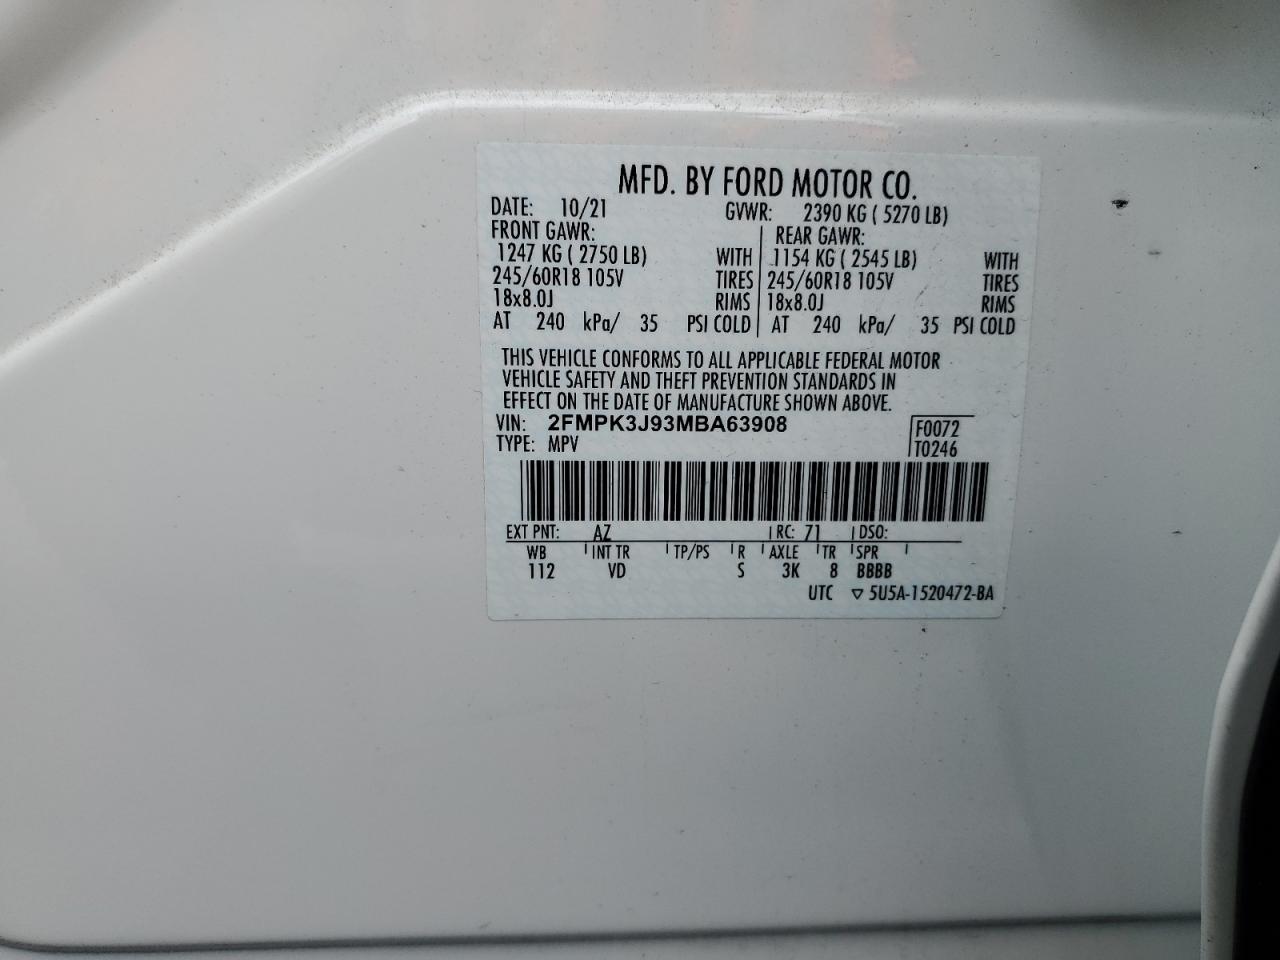 MFD. BY FORD MOTOR CO.
DATE: 10/21 GVWR: 2390 KG ( 5270 LB)
FRONT GAWR: REAR GAWR:
1247 KG ( 2750 LB) WITH 1154 KG ( 2545 LB) WITH
245/60R18 105V TIRES 245/60R18 105V TIRES
18x8.0J RIMS 18x8.0J RIMS
AT 240 kPa/ 35 PSI COLD AT 240 kPa/ 35 PSI COLD
THIS VEHICLE CONFORMS TO ALL APPLICABLE FEDERAL MOTOR
VEHICLE SAFETY AND THEFT PREVENTION STANDARDS IN
EFFECT ON THE DATE OF MANUFACTURE SHOWN ABOVE.
VIN: 2FMPK3J93MBA63908 F0072
TYPE: MPV T0246
EXT PNT: AZ RC: 71 DSO:
WB INT TR TP/PS R AXLE TR SPR
112 VD S 3K 8 BBBB
UTC ▽ 5U5A-1520472-BA